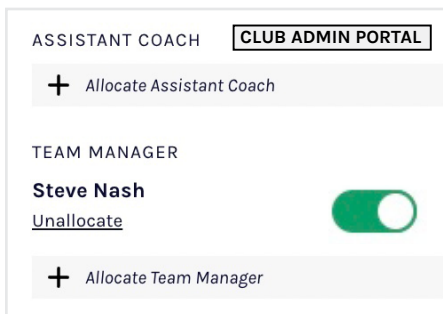 ASSISTANT COACH CLUB ADMIN PORTAL
+ Allocate Assistant Coach
TEAM MANAGER
Steve Nash
Unallocate
+ Allocate Team Manager